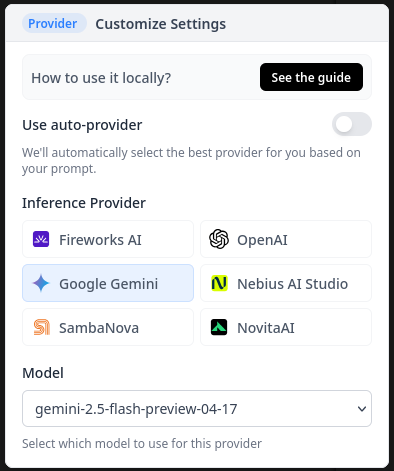 Provider Customize Settings
How to use it locally? See the guide
Use auto-provider
We'll automatically select the best provider for you based on
your prompt.
Inference Provider
Fireworks AI OpenAI
Google Gemini Nebius AI Studio
SambaNova NovitaAI
Model
gemini-2.5-flash-preview-04-17
Select which model to use for this provider